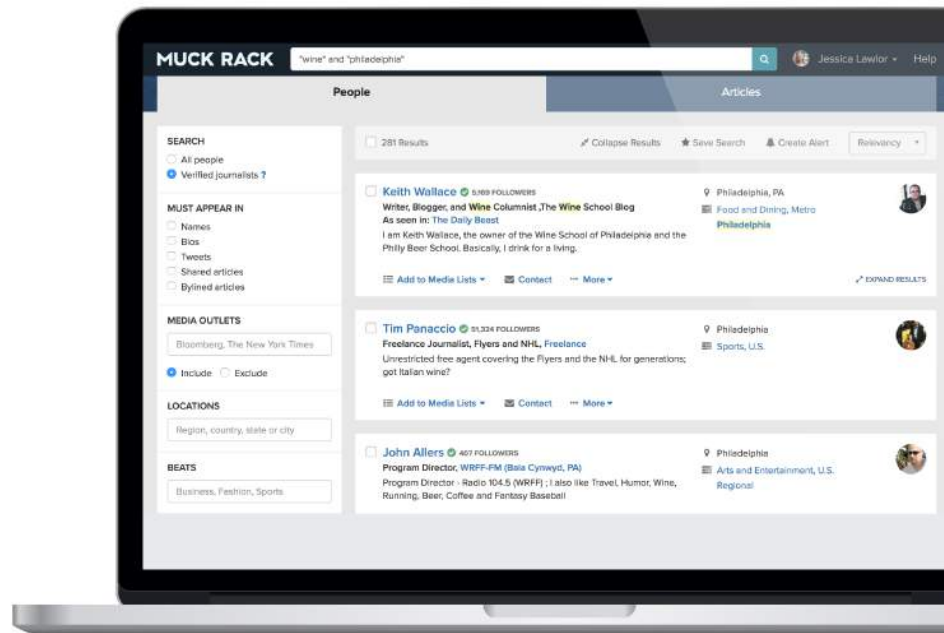 MUCK RACK
"wine" and "philadelphia"
Jessica Lawlor
Help
People
Articles
SEARCH
All people
Verified journalists ?
MUST APPEAR IN
Names
Bios
Tweets
Shared articles
Bylined articles
MEDIA OUTLETS
Bloomberg, The New York Times
Include Exclude
LOCATIONS
Region, country, state or city
BEATS
Business, Fashion, Sports
281 Results
Collapse Results
Save Search
Create Alert
Relevancy
Keith Wallace 5,169 FOLLOWERS
Writer, Blogger, and Wine Columnist ,The Wine School Blog
As seen in: The Daily Beast
I am Keith Wallace, the owner of the Wine School of Philadelphia and the
Philly Beer School. Basically, I drink for a living.
Philadelphia, PA
Food and Dining, Metro
Philadelphia
Add to Media Lists Contact ··· More
EXPAND RESULTS
Tim Panaccio 51,324 FOLLOWERS
Freelance Journalist, Flyers and NHL, Freelance
Unrestricted free agent covering the Flyers and the NHL for generations;
got Italian wine?
Philadelphia
Sports, U.S.
Add to Media Lists Contact ··· More
John Allers 407 FOLLOWERS
Program Director, WRFF-FM (Bala Cynwyd, PA)
Program Director - Radio 104.5 (WRFF) ; I also like Travel, Humor, Wine,
Running, Beer, Coffee and Fantasy Baseball
Philadelphia
Arts and Entertainment, U.S.
Regional